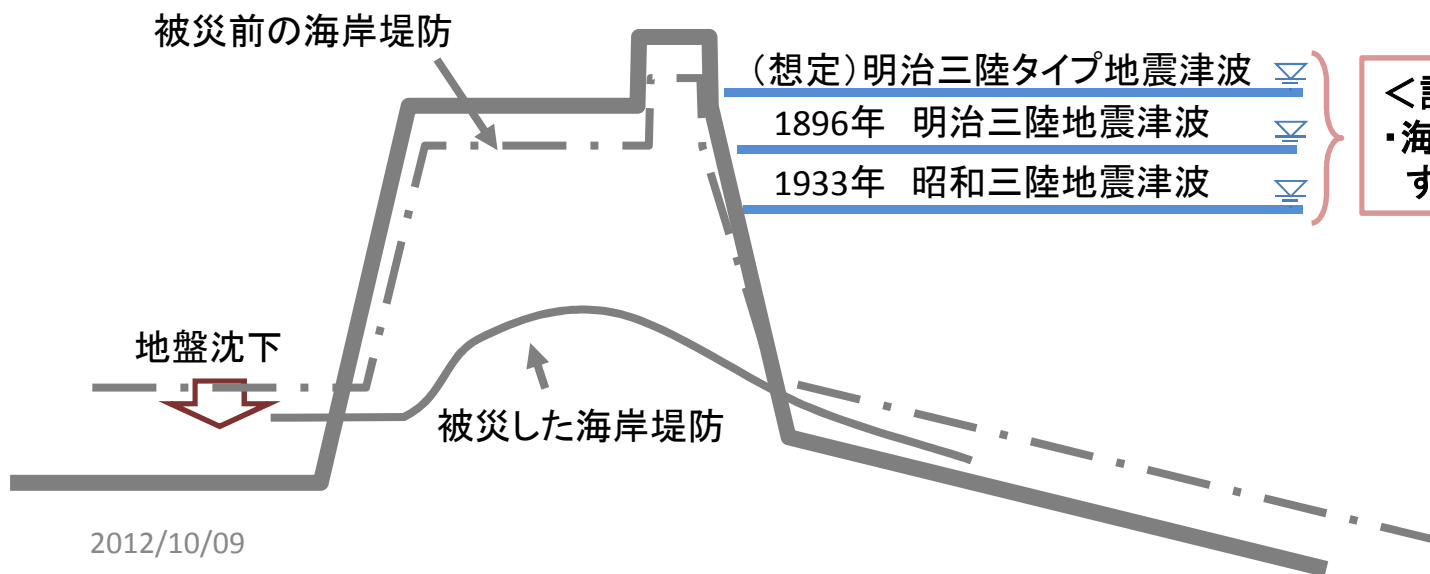 被災前の海岸堤防
（想定）明治三陸タイプ地震津波
1896年 明治三陸地震津波
1933年 昭和三陸地震津波
・海
す
地盤沈下
被災した海岸堤防
2012/10/09